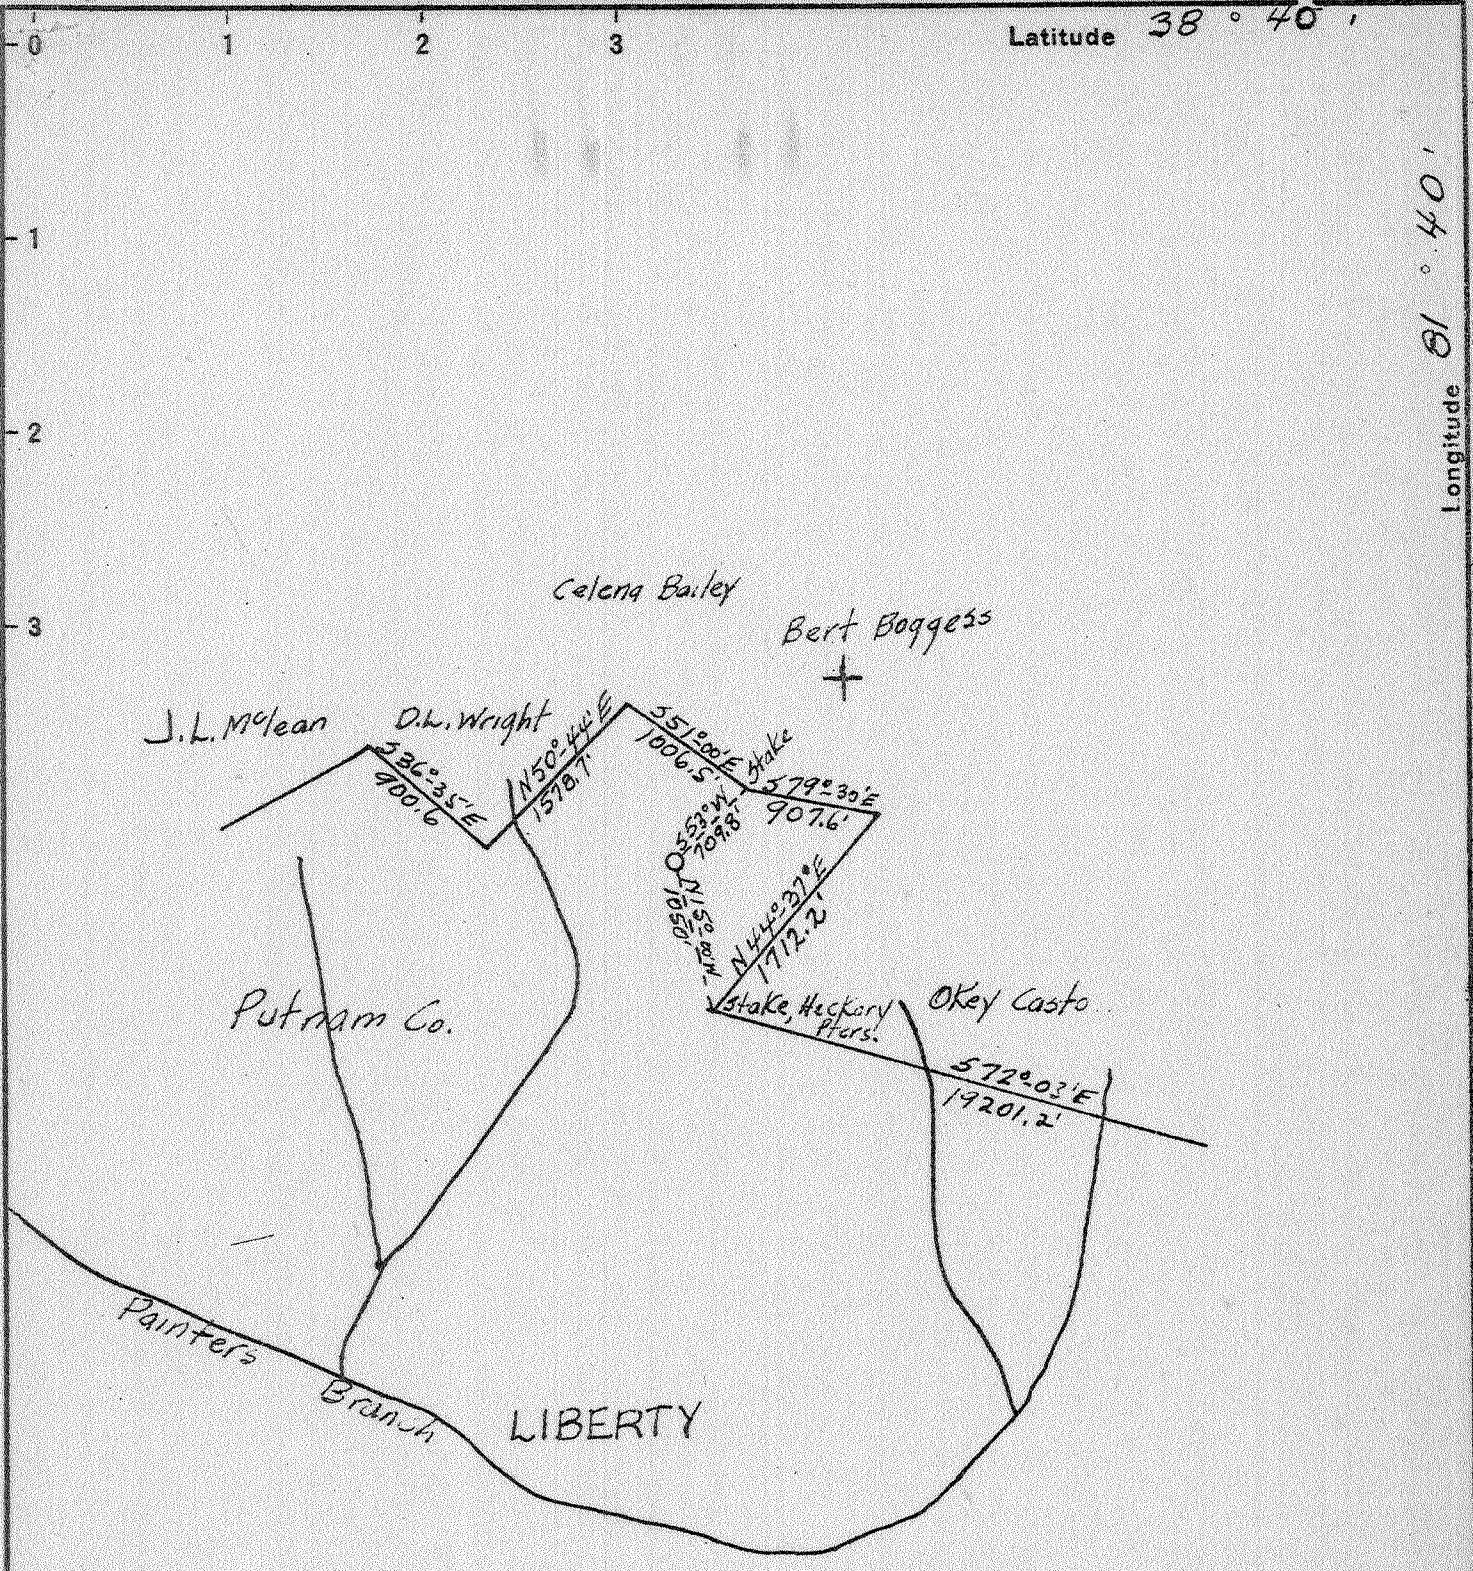 0 1 2 3 Latitude 38 ° 40 '
Longitude 81 ° 40 '
1
2
3
Celena Bailey
Bert Boggess
J.L. McLean
D.L. Wright
S36°-35'E
900.6
N50°-44'E
1578.7'
S51°-00'E
1006.5'
Stake
S79°-30'E
907.6'
S53°W
709.8'
N15°-00'W
1050'
N44°-37'E
1712.2'
Stake, Heckory
Ptors.
Okey Casto
S72°-03'E
19201.2'
Putnam Co.
Painters
Branch
LIBERTY